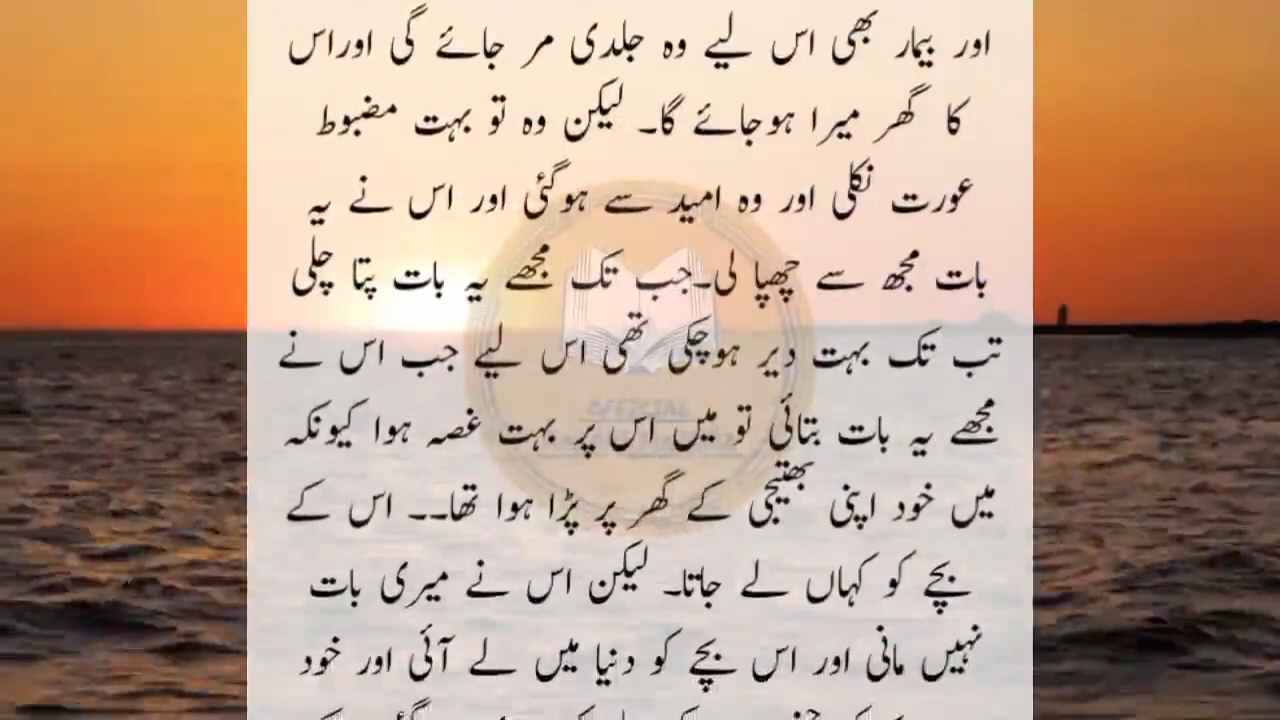 اور بیمار بھی اس لیے وہ جلدی مر جائے گی اوراس
کا گھر میرا ہوجائے گا۔ لیکن وہ تو بہت مضبوط
عورت نکلی اور وہ امید سے ہوگئی اور اس نے یہ
بات مجھ سے چھپا لی۔جب تک مجھے یہ بات پتا چلی
تب تک بہت دیر ہوچکی تھی اس لیے جب اس نے
مجھے یہ بات بتائی تو میں اس پر بہت غصہ ہوا کیونکہ
میں خود اپنی بھتیجی کے گھر پر پڑا ہوا تھا۔۔ اس کے
بچے کو کہاں لے جاتا۔ لیکن اس نے میری بات
نہیں مانی اور اس بچے کو دنیا میں لے آئی اور خود
OFFICIAL